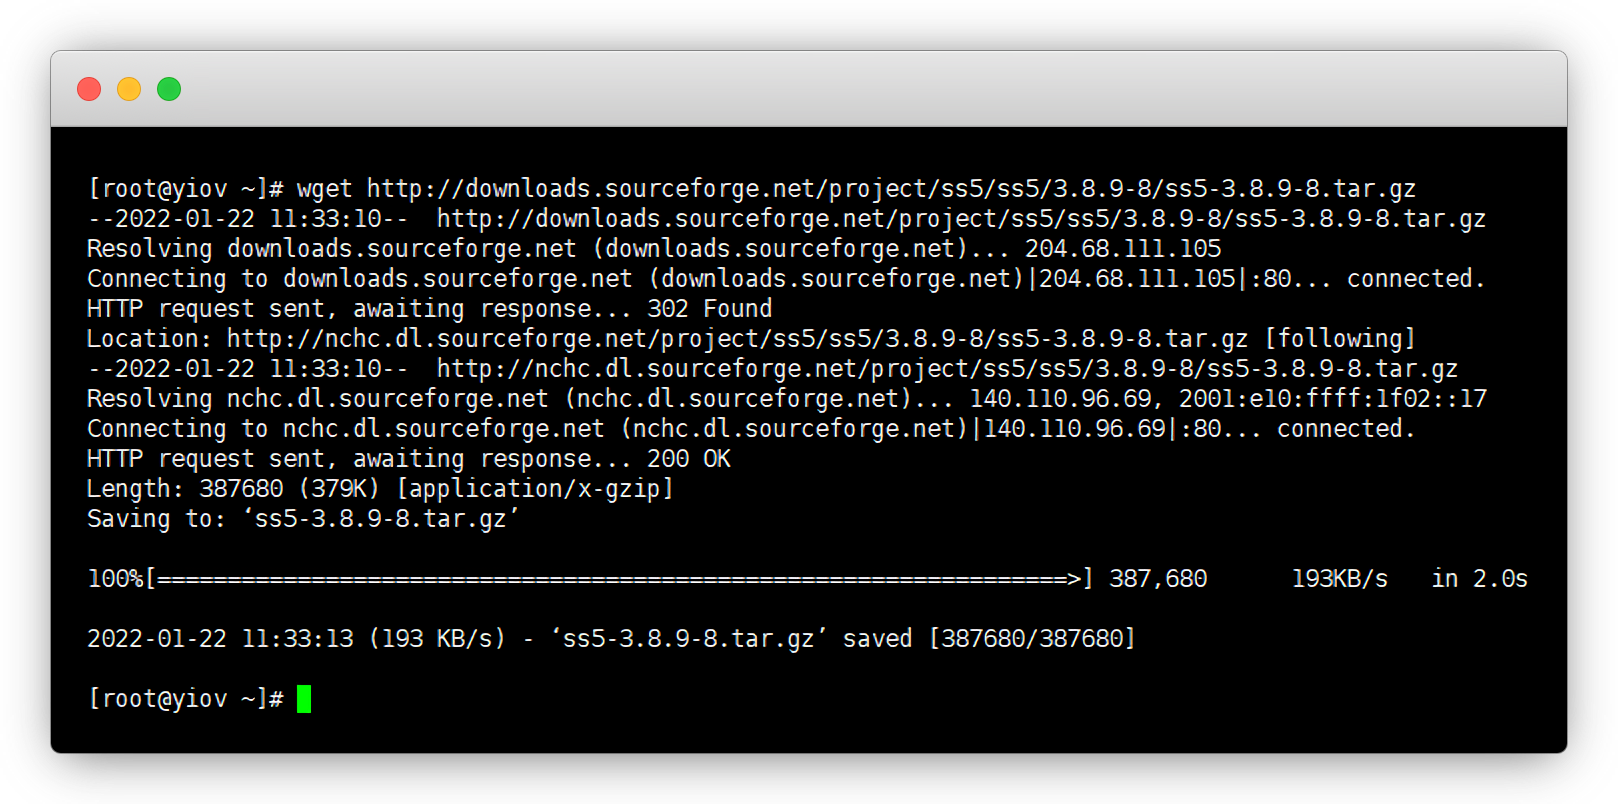 [root@yiov ~]# wget http://downloads.sourceforge.net/project/ss5/ss5/3.8.9-8/ss5-3.8.9-8.tar.gz
--2022-01-22 11:33:10--  http://downloads.sourceforge.net/project/ss5/ss5/3.8.9-8/ss5-3.8.9-8.tar.gz
Resolving downloads.sourceforge.net (downloads.sourceforge.net)... 204.68.111.105
Connecting to downloads.sourceforge.net (downloads.sourceforge.net)|204.68.111.105|:80... connected.
HTTP request sent, awaiting response... 302 Found
Location: http://nchc.dl.sourceforge.net/project/ss5/ss5/3.8.9-8/ss5-3.8.9-8.tar.gz [following]
--2022-01-22 11:33:10--  http://nchc.dl.sourceforge.net/project/ss5/ss5/3.8.9-8/ss5-3.8.9-8.tar.gz
Resolving nchc.dl.sourceforge.net (nchc.dl.sourceforge.net)... 140.110.96.69, 2001:e10:ffff:1f02::17
Connecting to nchc.dl.sourceforge.net (nchc.dl.sourceforge.net)|140.110.96.69|:80... connected.
HTTP request sent, awaiting response... 200 OK
Length: 387680 (379K) [application/x-gzip]
Saving to: ‘ss5-3.8.9-8.tar.gz’
100%[=================================================================>] 387,680      193KB/s   in 2.0s
2022-01-22 11:33:13 (193 KB/s) - ‘ss5-3.8.9-8.tar.gz’ saved [387680/387680]
[root@yiov ~]#